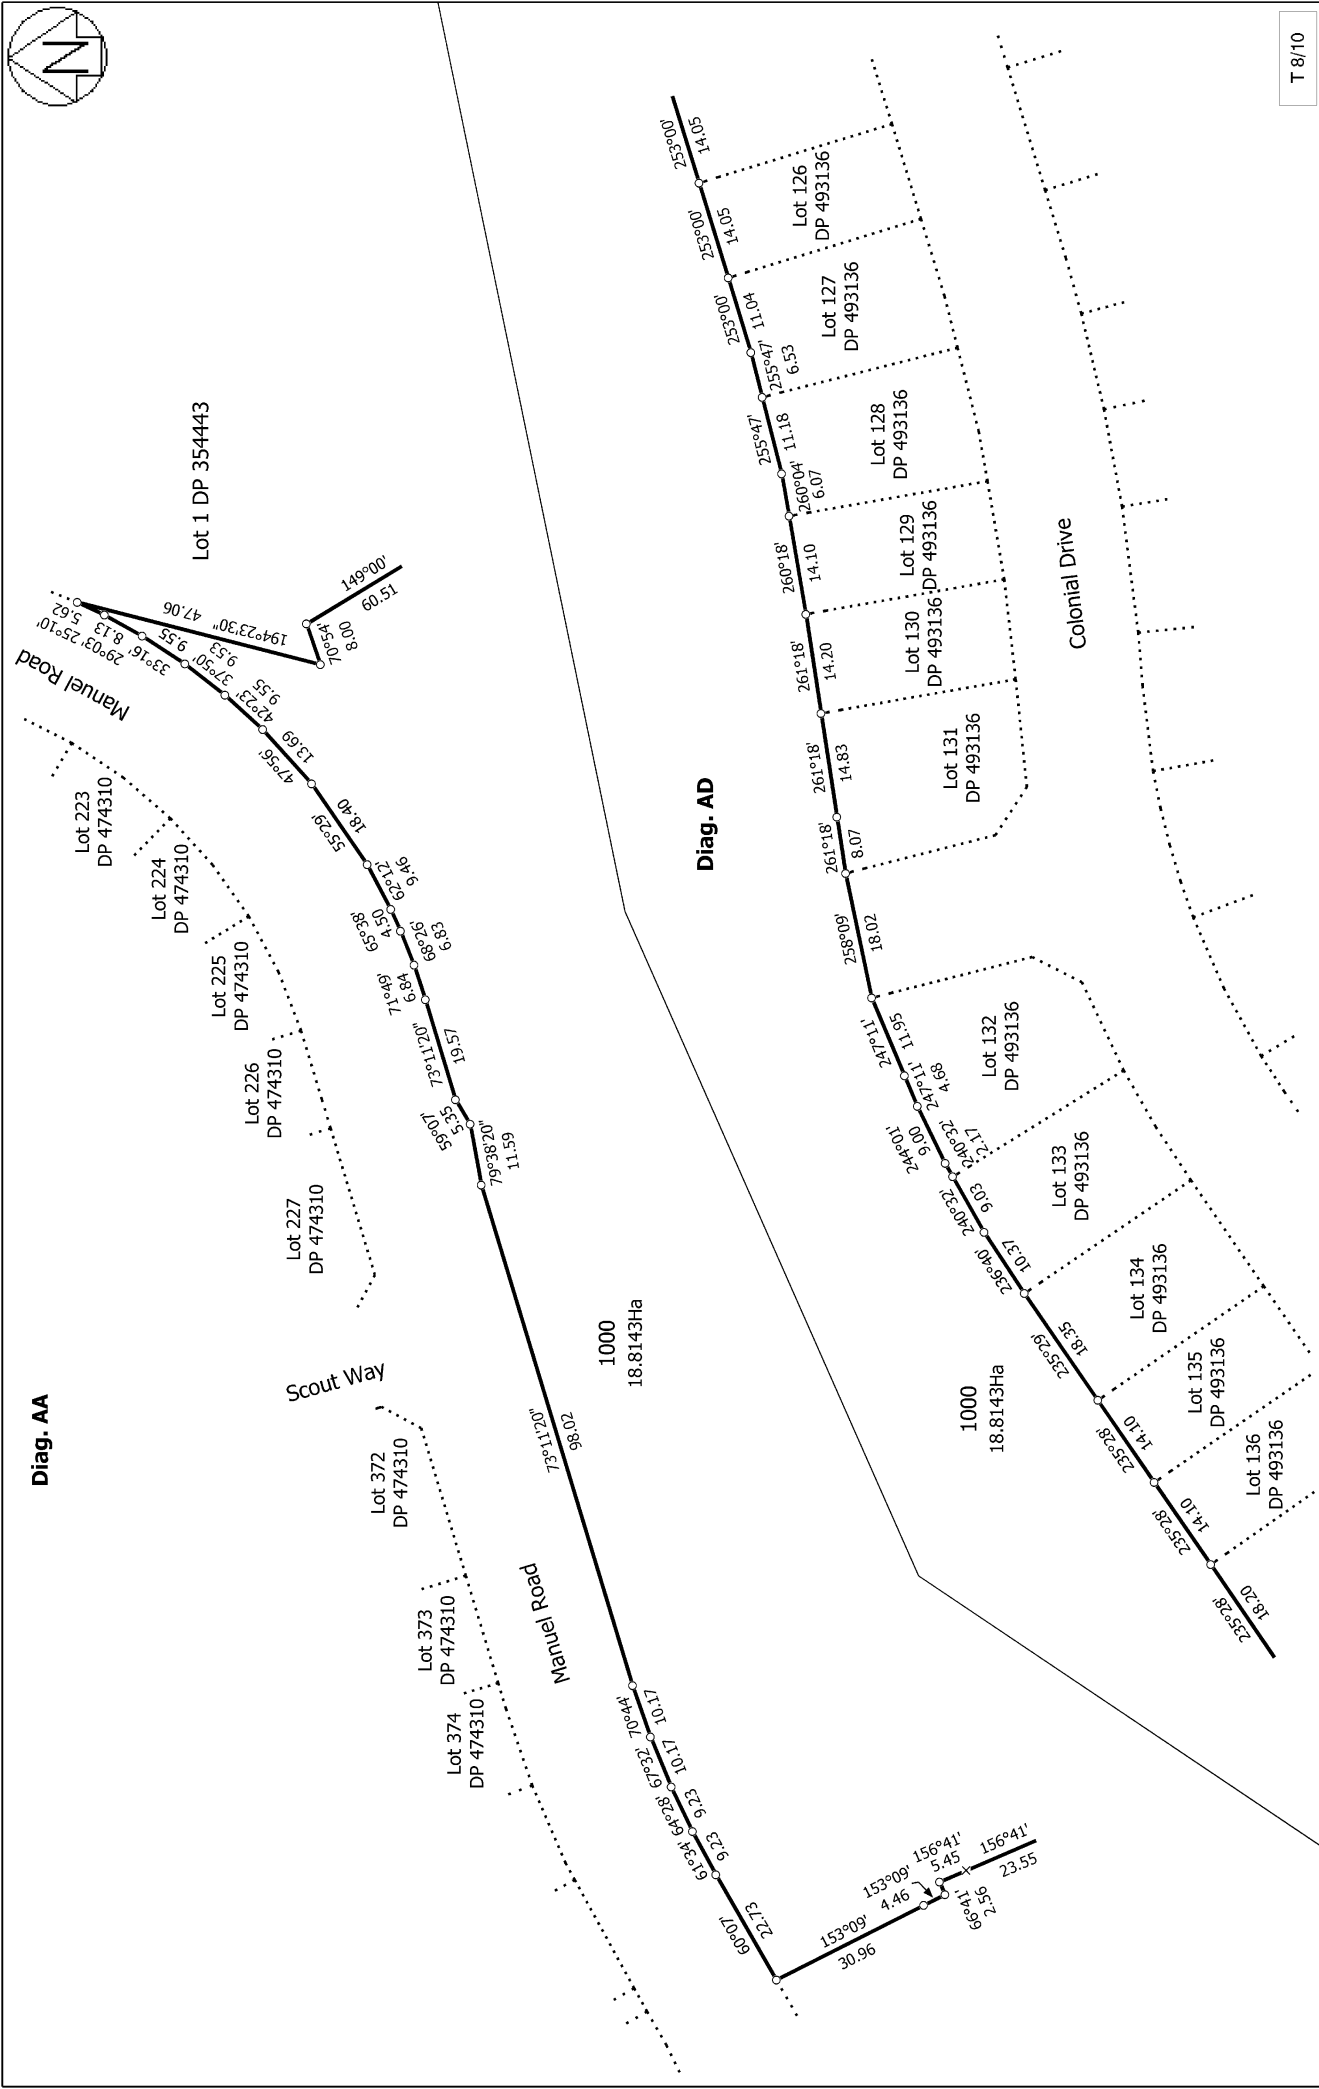 N
Diag. AA
Lot 374
DP 474310
Lot 373
DP 474310
Lot 372
DP 474310
Scout Way
Lot 227
DP 474310
Lot 226
DP 474310
Lot 225
DP 474310
Lot 224
DP 474310
Lot 223
DP 474310
Manuel Road
Manuel Road
Lot 1 DP 354443
60°07'
22.73
61°34'
9.23
64°28'
9.23
67°32'
10.17
70°44'
10.17
73°11'20"
98.02
79°38'20"
11.59
59°07'
5.35
73°11'20"
19.57
71°49'
6.84
68°26'
6.83
65°38'
4.50
62°12'
9.46
55°29'
18.40
47°56'
13.69
42°23'
9.55
37°50'
9.53
33°16'
9.55
29°03'
8.13
25°10'
5.62
194°23'30"
47.06
70°54'
8.00
149°00'
60.51
153°09'
30.96
153°09'
4.46
66°41'
2.56
156°41'
5.45
156°41'
23.55
1000
18.8143Ha
Diag. AD
1000
18.8143Ha
235°28'
18.20
235°28'
14.10
235°28'
14.10
235°29'
18.35
236°40'
10.37
240°32'
9.03
240°32'
2.17
244°01'
9.00
247°11'
4.68
247°11'
11.95
258°09'
18.02
261°18'
8.07
261°18'
14.83
261°18'
14.20
260°18'
14.10
260°04'
6.07
255°47'
11.18
255°47'
6.53
253°00'
11.04
253°00'
14.05
253°00'
14.05
Lot 136
DP 493136
Lot 135
DP 493136
Lot 134
DP 493136
Lot 133
DP 493136
Lot 132
DP 493136
Lot 131
DP 493136
Lot 130
DP 493136
Lot 129
DP 493136
Lot 128
DP 493136
Lot 127
DP 493136
Lot 126
DP 493136
Colonial Drive
T 8/10